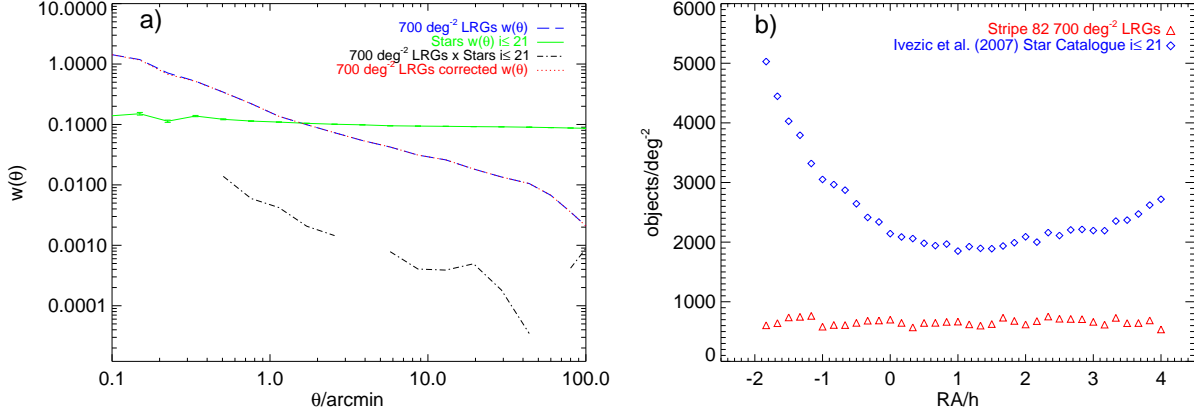 a)
700 deg⁻² LRGs w(θ)
Stars w(θ) i≤ 21
700 deg⁻² LRGs x Stars i≤ 21
700 deg⁻² LRGs corrected w(θ)
10.0000
1.0000
0.1000
0.0100
0.0010
0.0001
w(θ)
0.1
1.0
10.0
100.0
θ/arcmin
b)
Stripe 82 700 deg⁻² LRGs
Ivezic et al. (2007) Star Catalogue i≤ 21
6000
5000
4000
3000
2000
1000
0
objects/deg⁻²
-2
-1
0
1
2
3
4
RA/h